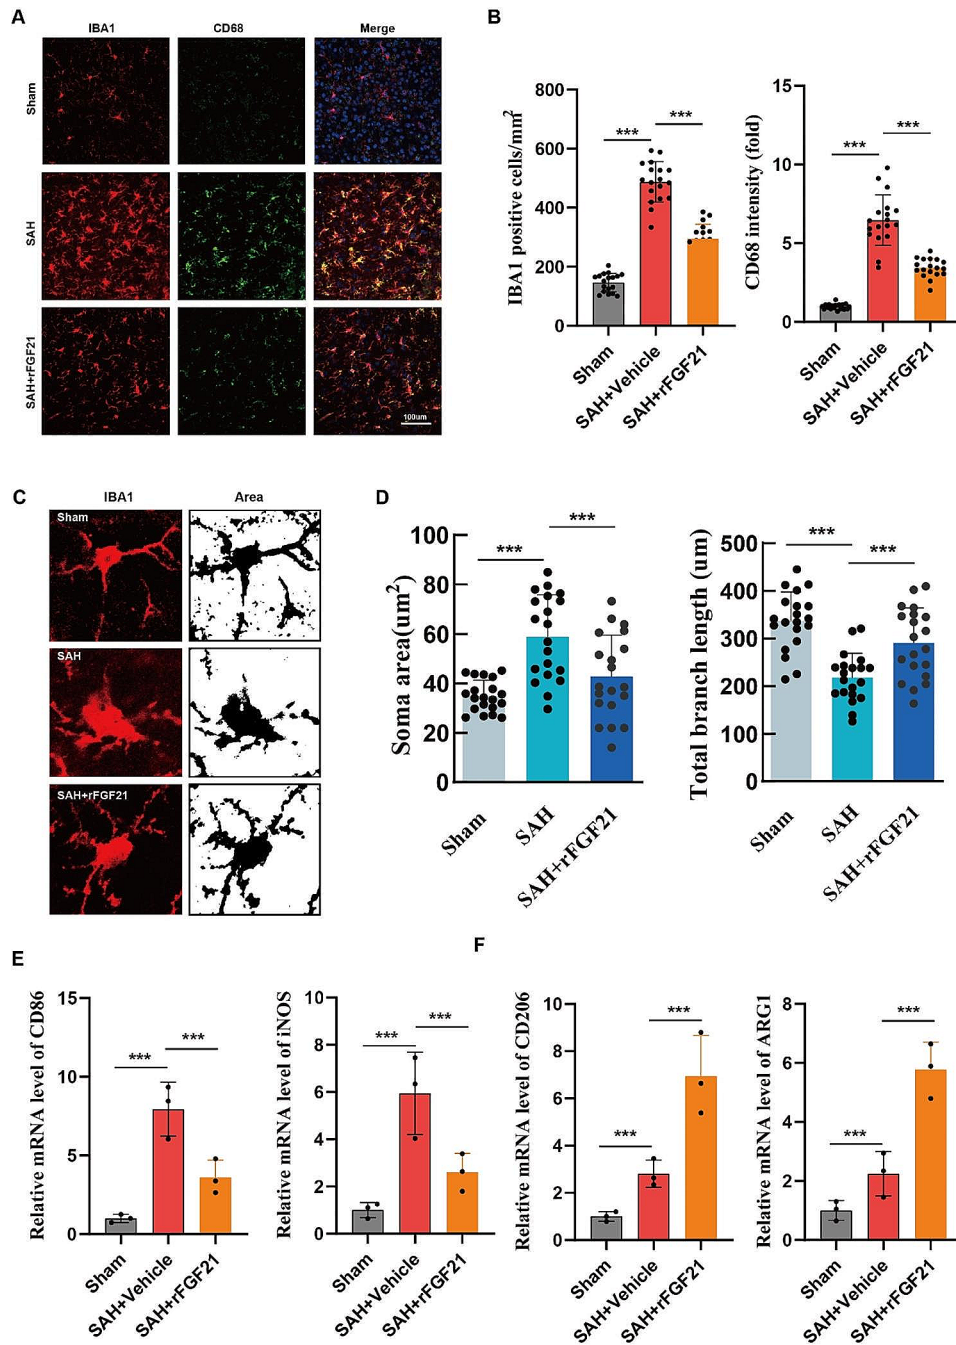 A
IBA1
CD68
Merge
Sham
SAH
SAH+rFGF21
100um
B
IBA1 positive cells/mm²
800
600
400
200
0
***
***
Sham
SAH+Vehicle
SAH+rFGF21
CD68 intensity (fold)
15
10
5
0
***
***
Sham
SAH+Vehicle
SAH+rFGF21
C
IBA1
Area
Sham
SAH
SAH+rFGF21
D
Soma area(um²)
100
80
60
40
20
0
***
***
Sham
SAH
SAH+rFGF21
Total branch length (um)
500
400
300
200
100
0
***
***
Sham
SAH
SAH+rFGF21
E
Relative mRNA level of CD86
15
10
5
0
***
***
Sham
SAH+Vehicle
SAH+rFGF21
Relative mRNA level of iNOS
10
8
6
4
2
0
***
***
Sham
SAH+Vehicle
SAH+rFGF21
F
Relative mRNA level of CD206
10
8
6
4
2
0
***
***
Sham
SAH+Vehicle
SAH+rFGF21
Relative mRNA level of ARG1
8
6
4
2
0
***
***
Sham
SAH+Vehicle
SAH+rFGF21